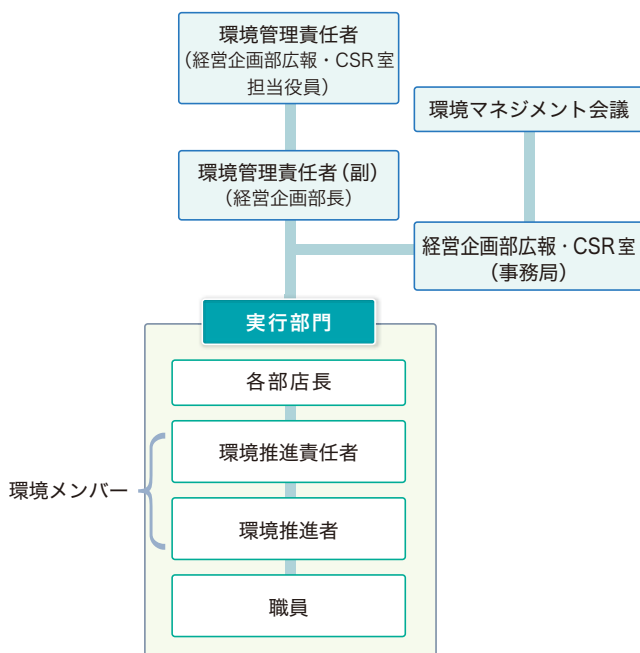 環境管理責任者
(経営企画部広報・CSR室
担当役員)
環境マネジメント会議
環境管理責任者(副)
(経営企画部長)
経営企画部広報・CSR室
(事務局)
実行部門
各部店長
環境推進責任者
環境メンバー
環境推進者
職員